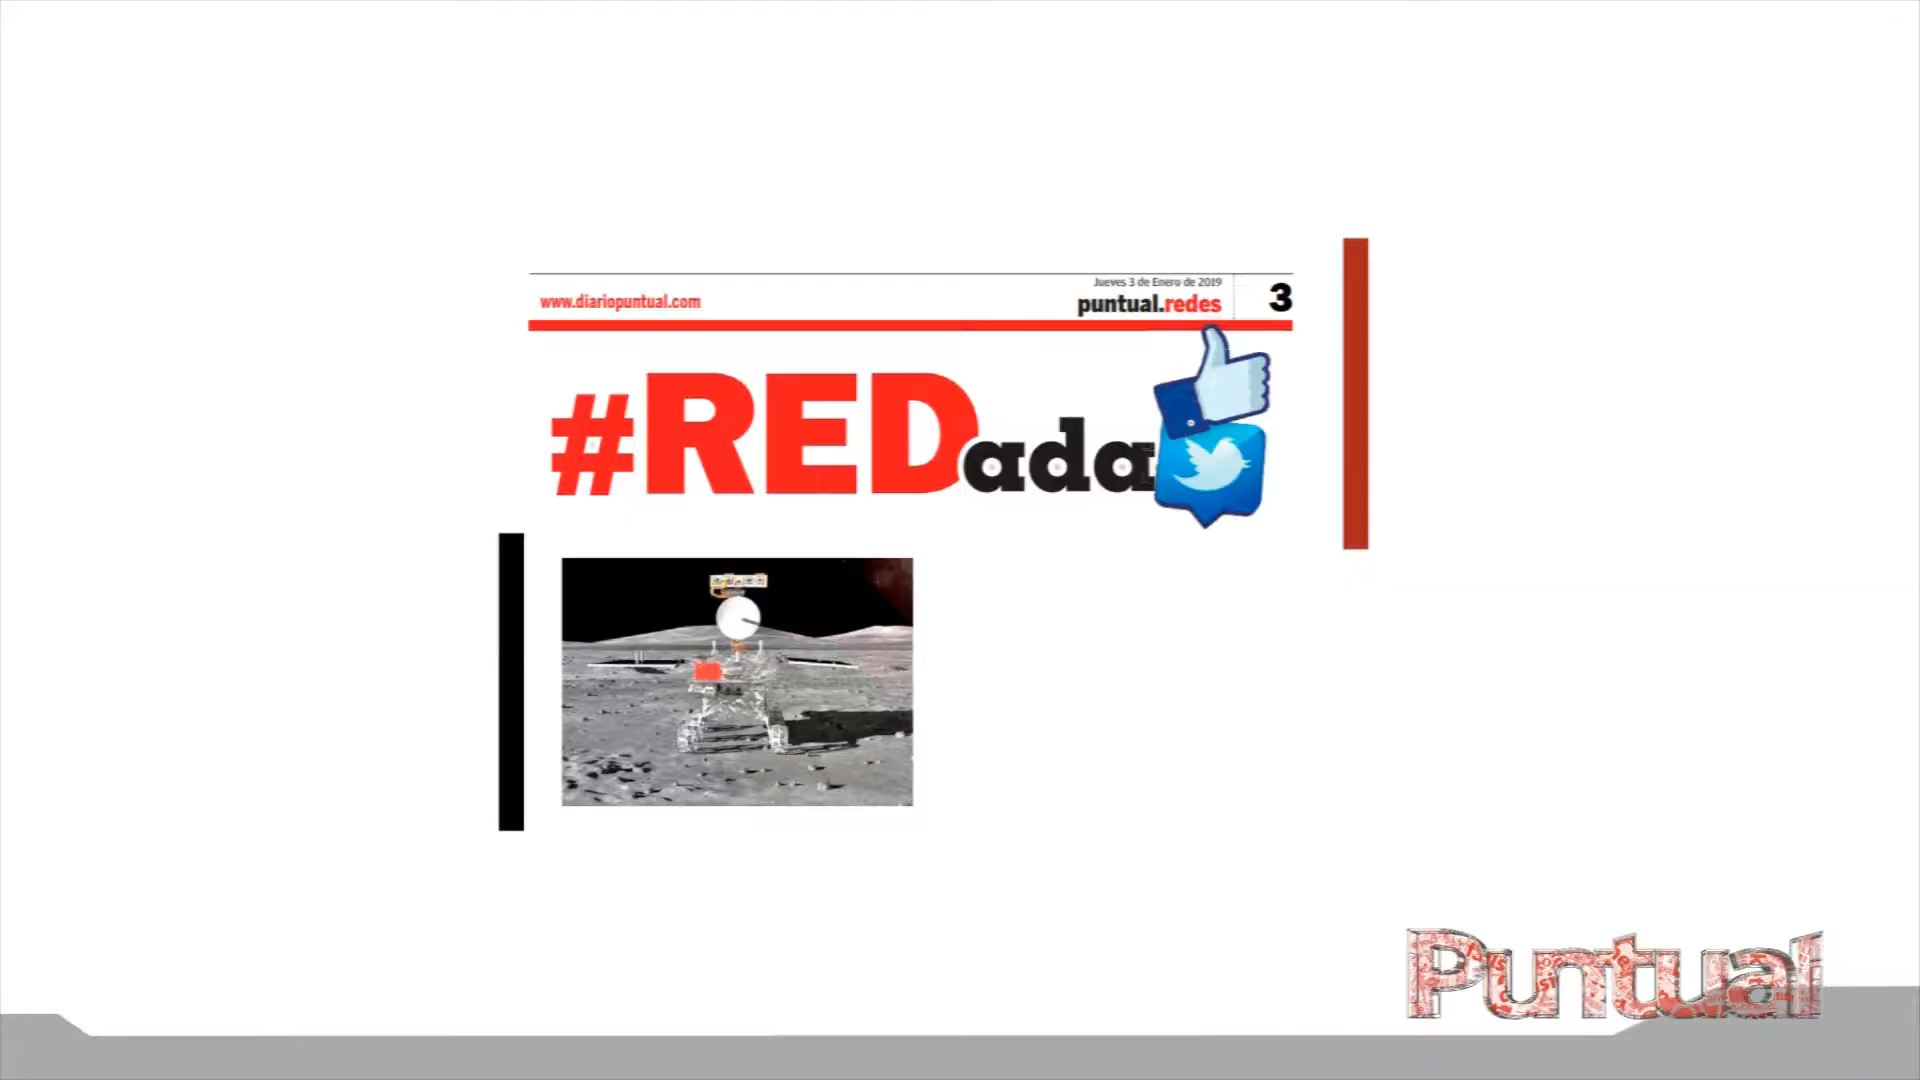 Jueves 3 de Enero de 2019
www.diariopuntual.com
puntual.redes
3
#REDada
Puntual